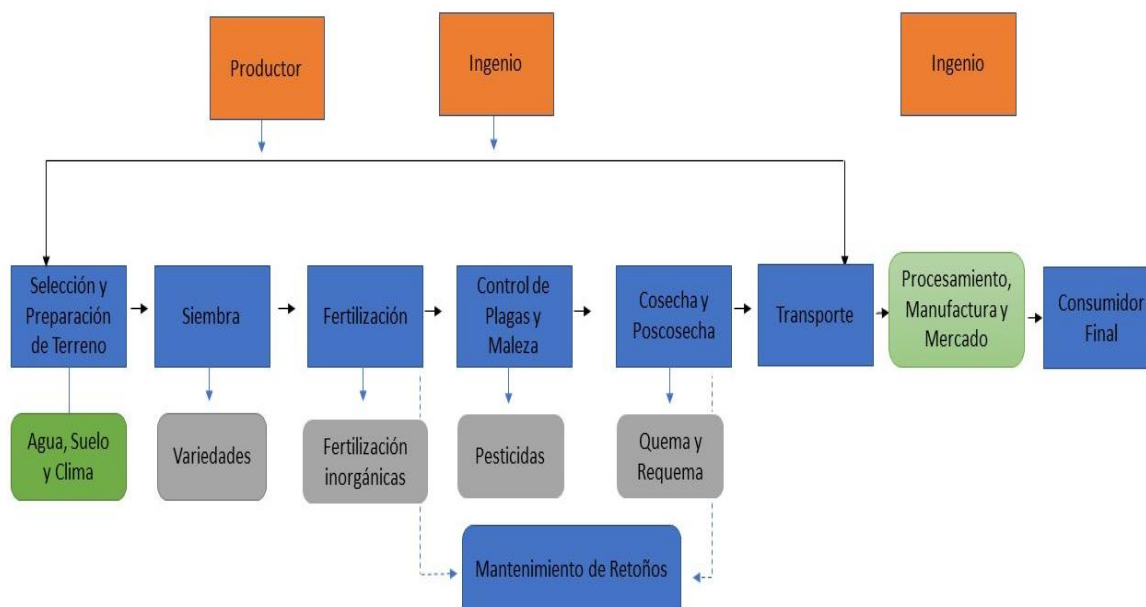 Productor
Ingenio
Ingenio
Selección y
Preparación
de Terreno
Siembra
Fertilización
Control de
Plagas y
Maleza
Cosecha y
Poscosecha
Transporte
Procesamiento,
Manufactura y
Mercado
Consumidor
Final
Agua, Suelo
y Clima
Variedades
Fertilización
inorgánicas
Pesticidas
Quema y
Requema
Mantenimiento de Retoños